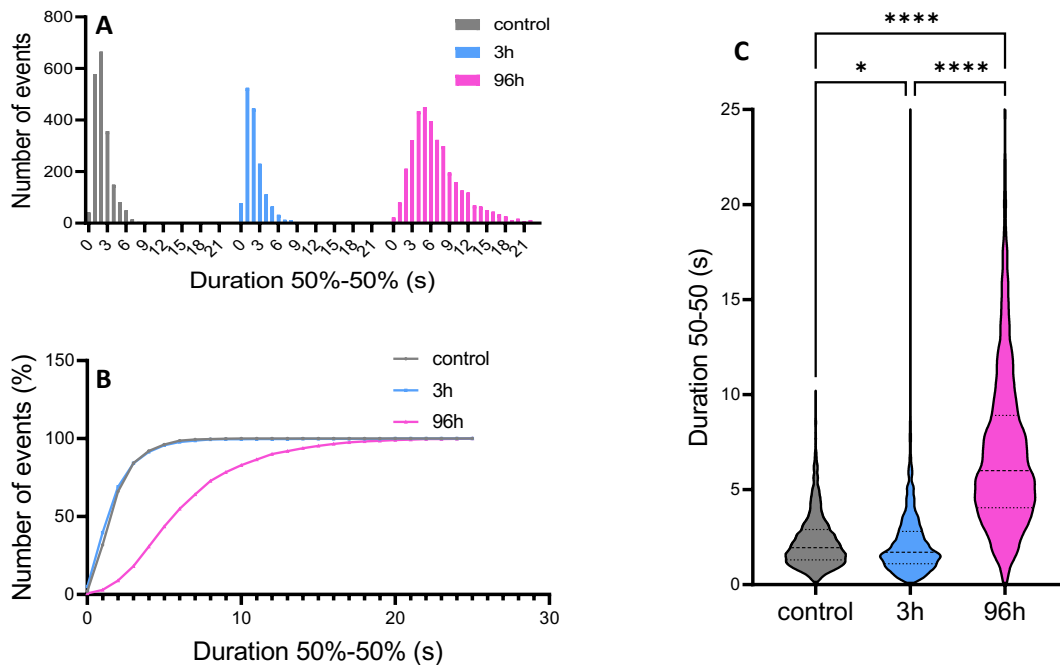 A
800
600
400
200
0
Number of events
control
3h
96h
0 3 6 9 12 15 18 21 0 3 6 9 12 15 18 21 0 3 6 9 12 15 18 21
Duration 50%-50% (s)
B
150
100
50
0
Number of events (%)
control
3h
96h
0 10 20 30
Duration 50%-50% (s)
C
****
* ****
25
20
15
10
5
0
Duration 50-50 (s)
control 3h 96h